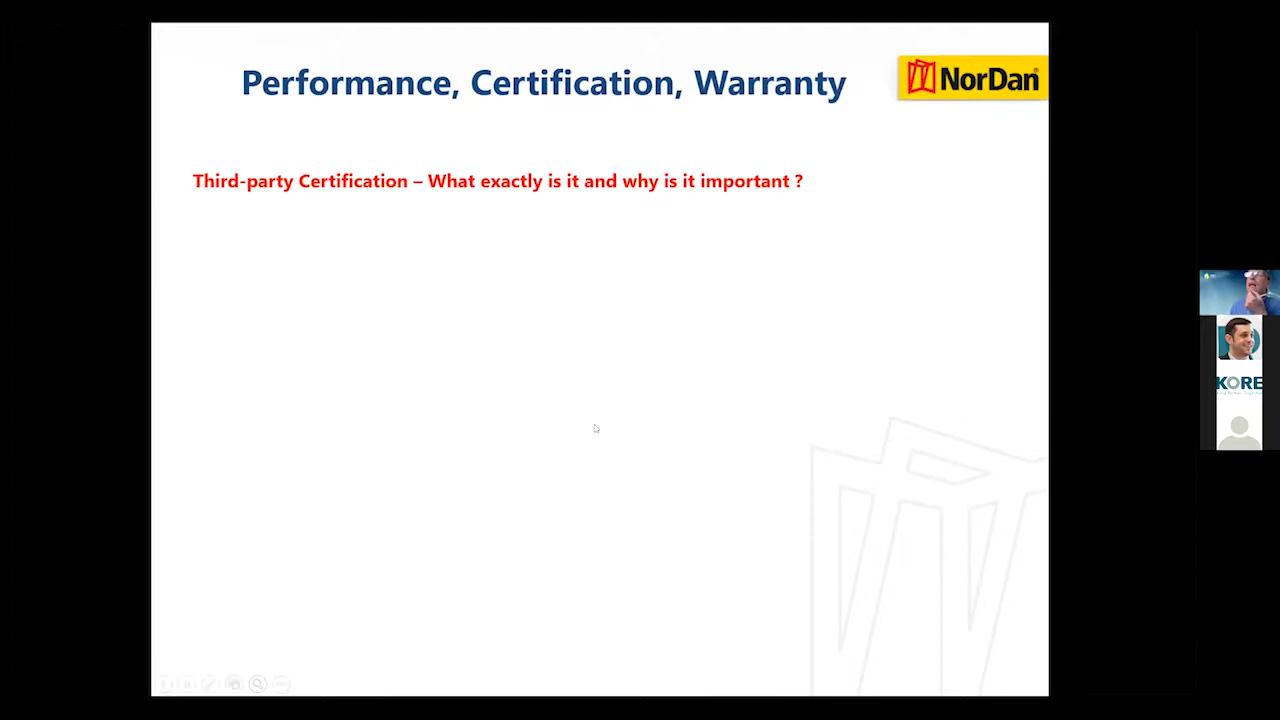 Performance, Certification, Warranty
NorDan
Third-party Certification – What exactly is it and why is it important ?
KORE